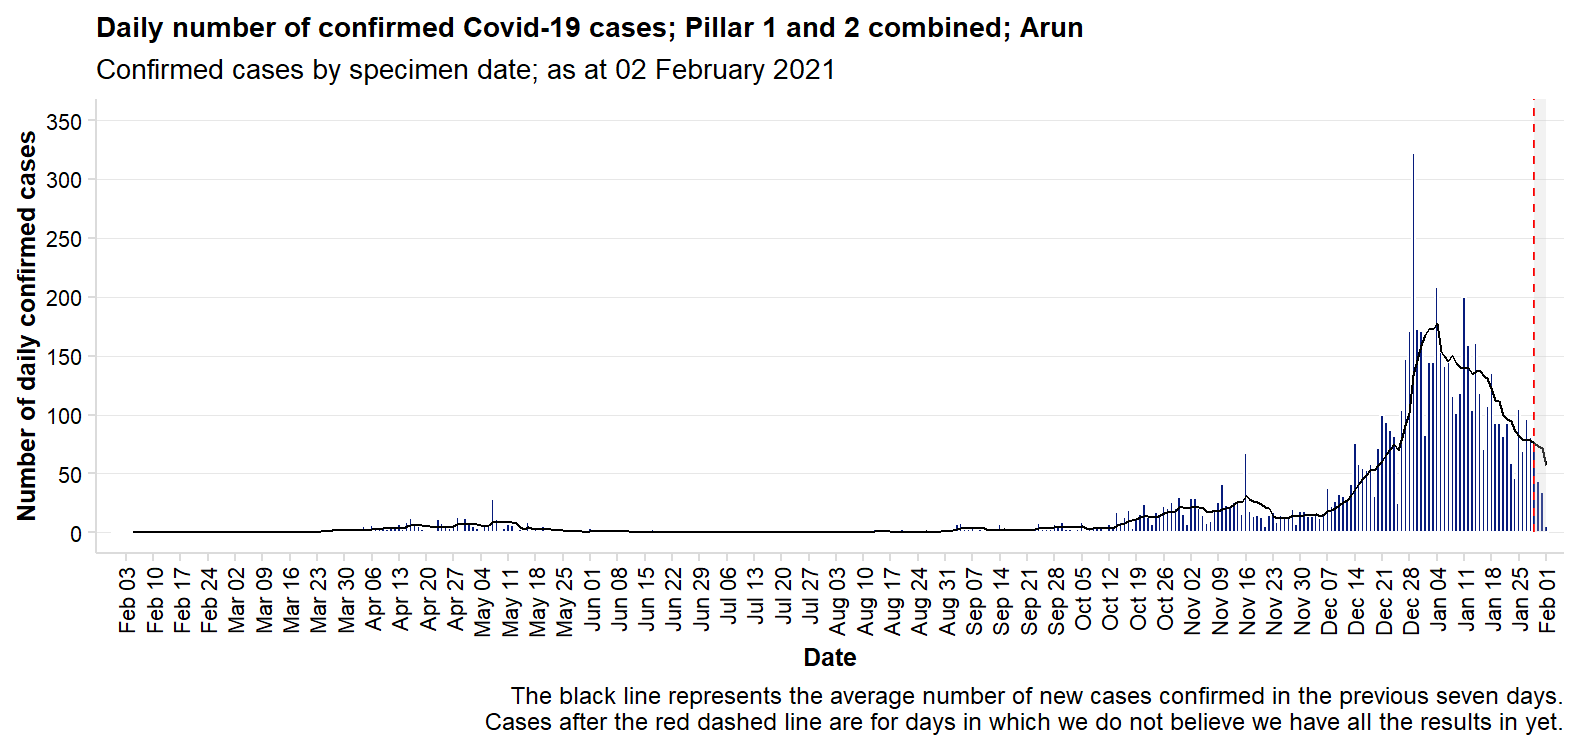 Daily number of confirmed Covid-19 cases; Pillar 1 and 2 combined; Arun
Confirmed cases by specimen date; as at 02 February 2021
Number of daily confirmed cases
350
300
250
200
150
100
50
0
Feb 03
Feb 10
Feb 17
Feb 24
Mar 02
Mar 09
Mar 16
Mar 23
Mar 30
Apr 06
Apr 13
Apr 20
Apr 27
May 04
May 11
May 18
May 25
Jun 01
Jun 08
Jun 15
Jun 22
Jun 29
Jul 06
Jul 13
Jul 20
Jul 27
Aug 03
Aug 10
Aug 17
Aug 24
Aug 31
Sep 07
Sep 14
Sep 21
Sep 28
Oct 05
Oct 12
Oct 19
Oct 26
Nov 02
Nov 09
Nov 16
Nov 23
Nov 30
Dec 07
Dec 14
Dec 21
Dec 28
Jan 04
Jan 11
Jan 18
Jan 25
Feb 01
Date
The black line represents the average number of new cases confirmed in the previous seven days.
Cases after the red dashed line are for days in which we do not believe we have all the results in yet.